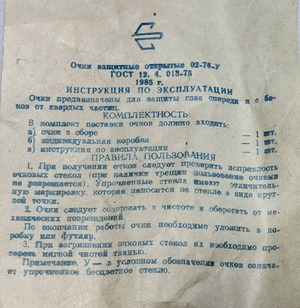 Очки защитные открытые 02-76.У
ГОСТ 12. 4. 013-75
1985 г.
ИНСТРУКЦИЯ ПО ЭКСПЛУАТАЦИИ
Очки предназначены для защиты глаз спереди и с бо-
ков от твердых частиц.
КОМПЛЕКТНОСТЬ:
В комплект поставки очков должно входить:
а) очки в сборе — 1 шт.
б) индивидуальная коробка — 1 шт.
в) инструкция по эксплуатации — 1 шт.
ПРАВИЛА ПОЛЬЗОВАНИЯ
1. При получении очков следует проверить исправность
очковых стекол (при наличии трещин пользование очками
не разрешается). Упрочненные стекла имеют отличитель-
ную маркировку, которая наносится на стекле в виде круг-
лой точки.
2. Очки следует содержать в чистоте и оберегать от ме-
ханических повреждений.
По окончании работы очки необходимо уложить в ко-
робку или футляр.
3. При загрязнении очковых стекол их необходимо про-
тереть мягкой чистой тканью.
Примечание. У — в условном обозначении очков означа-
ет упрочненное бесцветное стекло.